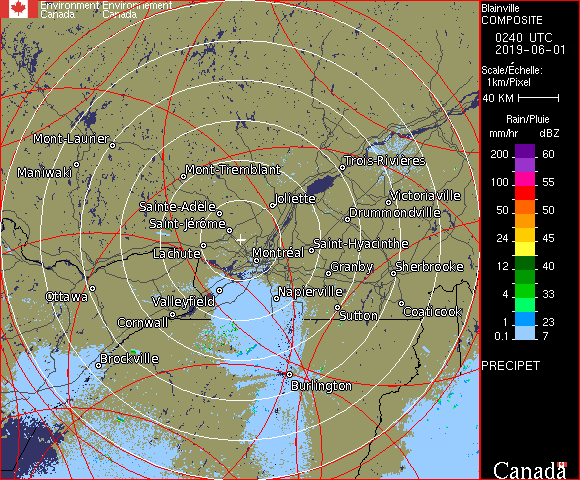 Environment Environnement
Canada Canada
Blainville
COMPOSITE
0240 UTC
2019-06-01
Scale/Échelle:
1km/Pixel
40 KM
Rain/Pluie
mm/hr dBZ
200 60
100 55
50 50
24 45
12 40
4 33
1 23
0.1 7
PRECIPET
Canada
Mont-Laurier
Maniwaki
Mont-Tremblant
Trois-Rivières
Joliette
Victoriaville
Sainte-Adèle
Drummondville
Saint-Jérôme
Saint-Hyacinthe
Lachute
Montréal
Granby
Sherbrooke
Ottawa
Valleyfield
Napierville
Coaticook
Cornwall
Sutton
Brockville
Burlington